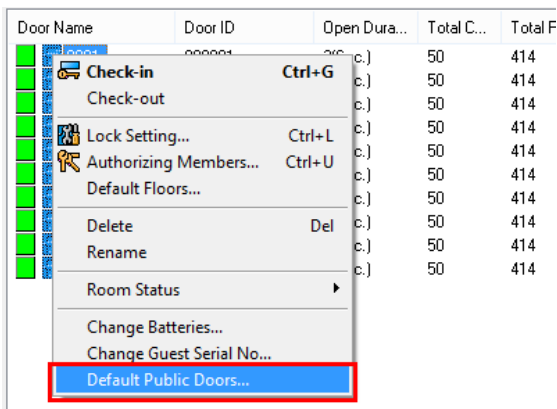 Door Name Door ID Open Dura... Total C... Total F
c.) 50 414
c.) 50 414
c.) 50 414
c.) 50 414
c.) 50 414
c.) 50 414
c.) 50 414
c.) 50 414
c.) 50 414
c.) 50 414
Check-in Ctrl+G
Check-out
Lock Setting... Ctrl+L
Authorizing Members... Ctrl+U
Default Floors...
Delete Del
Rename
Room Status
Change Batteries...
Change Guest Serial No...
Default Public Doors...